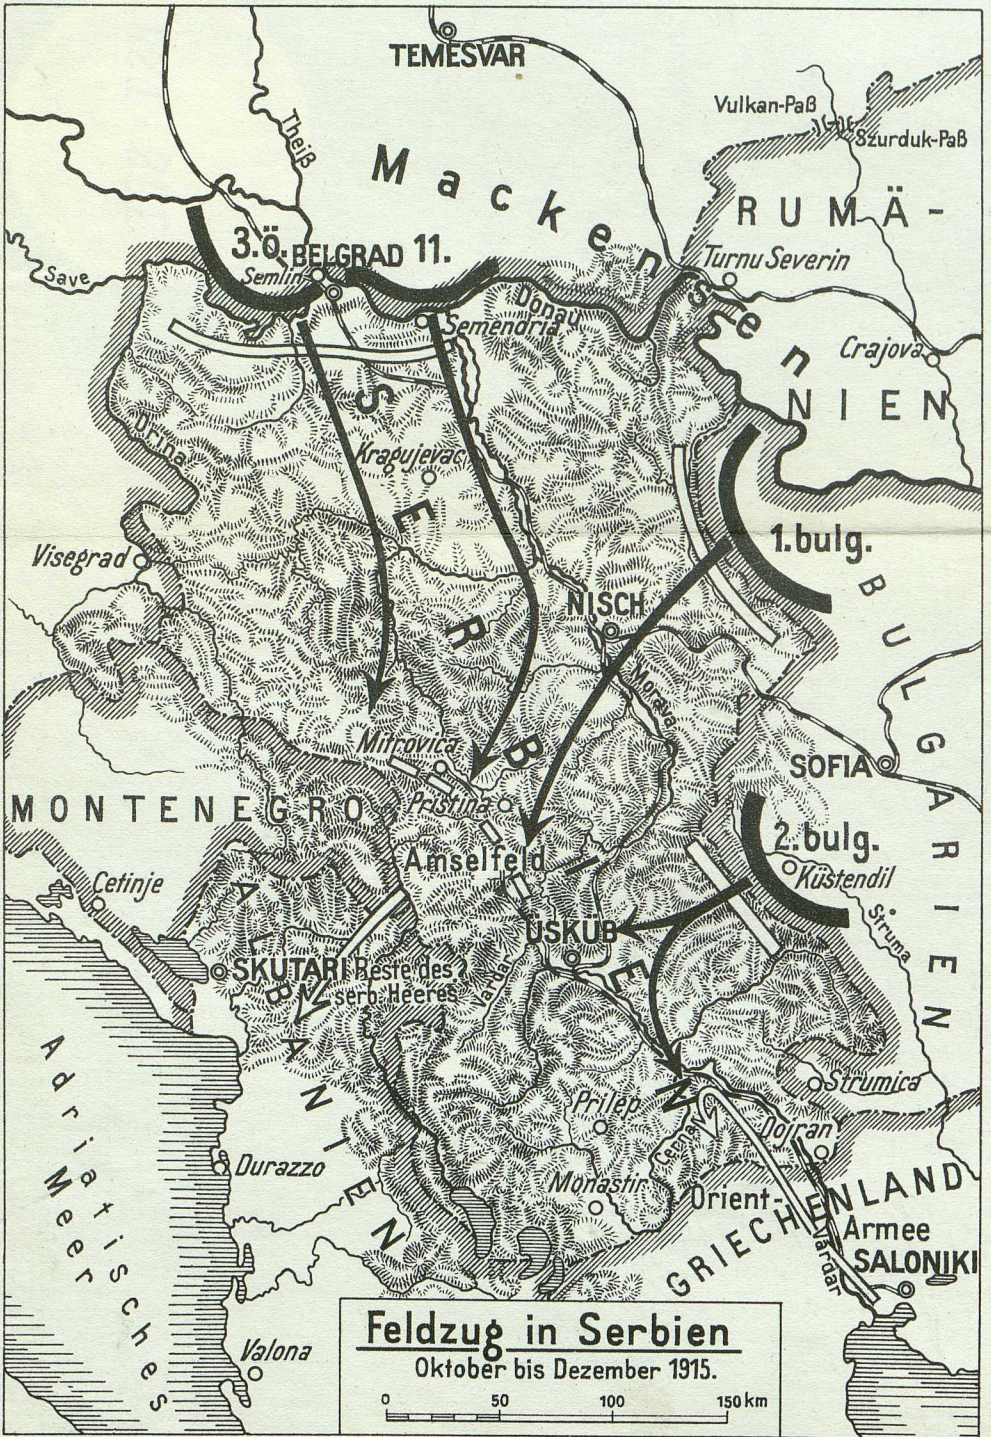 TEMESVAR
Theiß
Vulkan-Paß
Szurduk-Paß
Mackensen
RUMÄ-
NIEN
3.Ö.
BELGRAD
11.
Semlin
Save
Turnu Severin
Donau
Semendria
Crajova
SERBIEN
Drina
Kragujevac
1.bulg.
Visegrad
NISCH
BULGARIEN
Morava
Mitrovica
SOFIA
MONTENEGRO
Pristina
2.bulg.
Amselfeld
Küstendil
Cetinje
Struma
ALBANIEN
ÜSKÜB
SKUTARI
Reste des
serb. Heeres
Vardar
Strumica
Adriatisches
Meer
Prilep
Cerna
Dojran
Durazzo
Monastir
Orient-
Armee
GRIECHENLAND
Vardar
SALONIKI
Valona
Feldzug in Serbien
Oktober bis Dezember 1915.
0 50 100 150 km